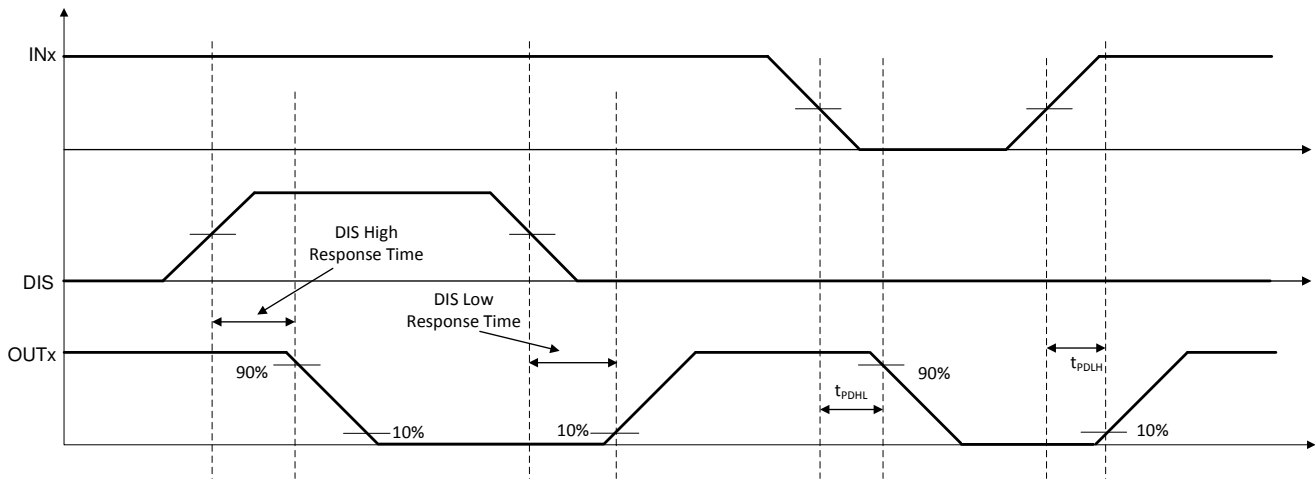 INx
DIS High
Response Time
DIS
DIS Low
Response Time
OUTx
90%
10%
10%
tPDHL
90%
tPDLH
10%